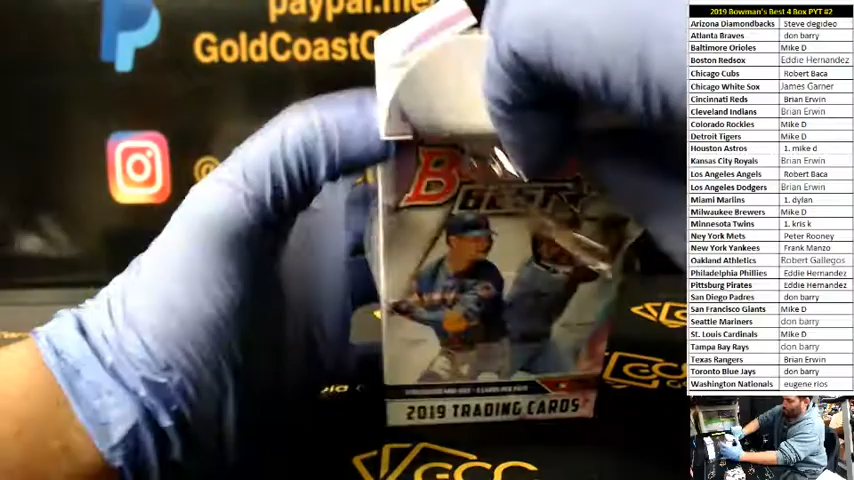 paypal.me
GoldCoastC
@
B
BEST
2019 TRADING CARDS
GCC
GCC
2019 Bowman's Best 4 Box PYT #2
Arizona Diamondbacks Steve degideo
Atlanta Braves don barry
Baltimore Orioles Mike D
Boston Redsox Eddie Hernandez
Chicago Cubs Robert Baca
Chicago White Sox James Garner
Cincinnati Reds Brian Erwin
Cleveland Indians Brian Erwin
Colorado Rockies Mike D
Detroit Tigers Mike D
Houston Astros 1. mike d
Kansas City Royals Brian Erwin
Los Angeles Angels Robert Baca
Los Angeles Dodgers Brian Erwin
Miami Marlins 1. dylan
Milwaukee Brewers Mike D
Minnesota Twins 1. kris k
Ney York Mets Peter Rooney
New York Yankees Frank Manzo
Oakland Athletics Robert Gallegos
Philadelphia Phillies Eddie Hernandez
Pittsburg Pirates Eddie Hernandez
San Diego Padres don barry
San Francisco Giants Mike D
Seattle Mariners don barry
St. Louis Cardinals Mike D
Tampa Bay Rays don barry
Texas Rangers Brian Erwin
Toronto Blue Jays don barry
Washington Nationals eugene rios